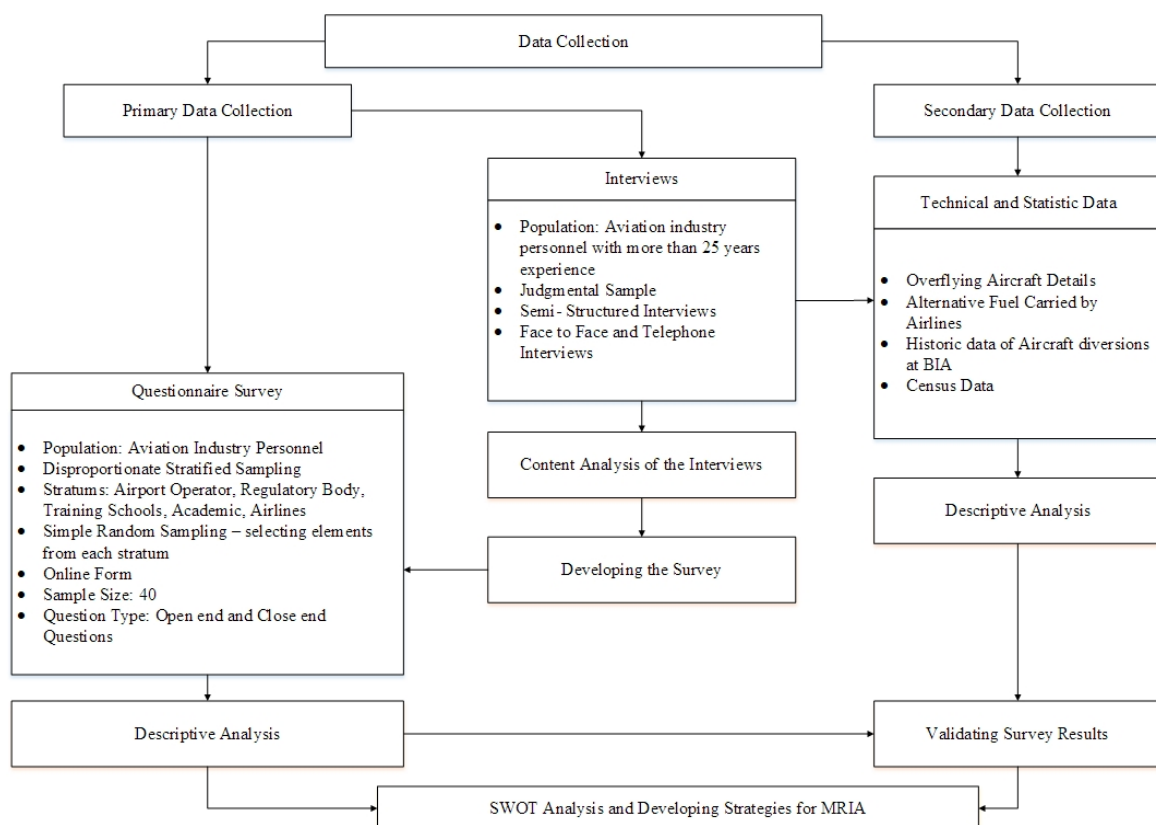 Data Collection
Primary Data Collection
Secondary Data Collection
Interviews
● Population: Aviation industry
personnel with more than 25 years
experience
● Judgmental Sample
● Semi- Structured Interviews
● Face to Face and Telephone
Interviews
Technical and Statistic Data
● Overflying Aircraft Details
● Alternative Fuel Carried by
Airlines
● Historic data of Aircraft diversions
at BIA
● Census Data
Questionnaire Survey
● Population: Aviation Industry Personnel
● Disproportionate Stratified Sampling
● Stratums: Airport Operator, Regulatory Body,
Training Schools, Academic, Airlines
● Simple Random Sampling – selecting elements
from each stratum
● Online Form
● Sample Size: 40
● Question Type: Open end and Close end
Questions
Content Analysis of the Interviews
Descriptive Analysis
Developing the Survey
Descriptive Analysis
Validating Survey Results
SWOT Analysis and Developing Strategies for MRIA